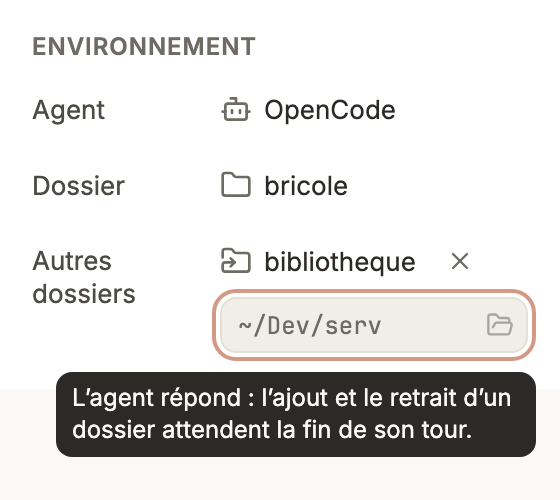 ENVIRONNEMENT
Agent OpenCode
Dossier bricole
Autres dossiers bibliotheque
~/Dev/serv
L’agent répond : l’ajout et le retrait d’un
dossier attendent la fin de son tour.